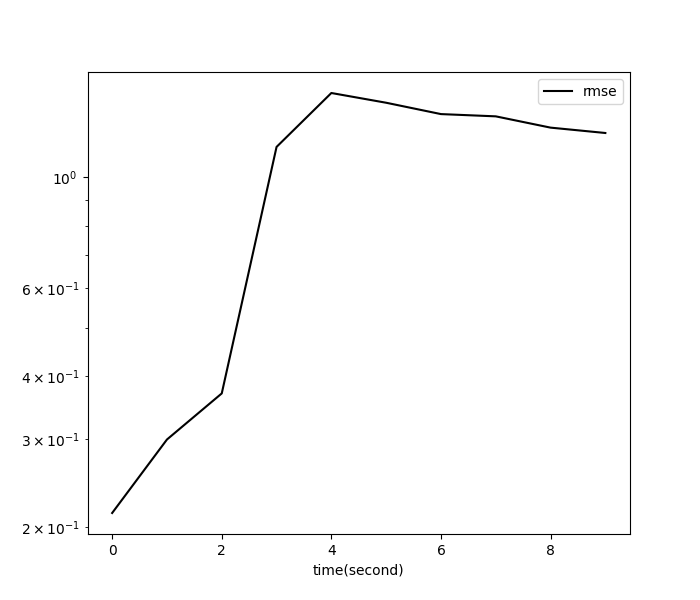 rmse
10⁰
6 × 10⁻¹
4 × 10⁻¹
3 × 10⁻¹
2 × 10⁻¹
0 2 4 6 8
time(second)